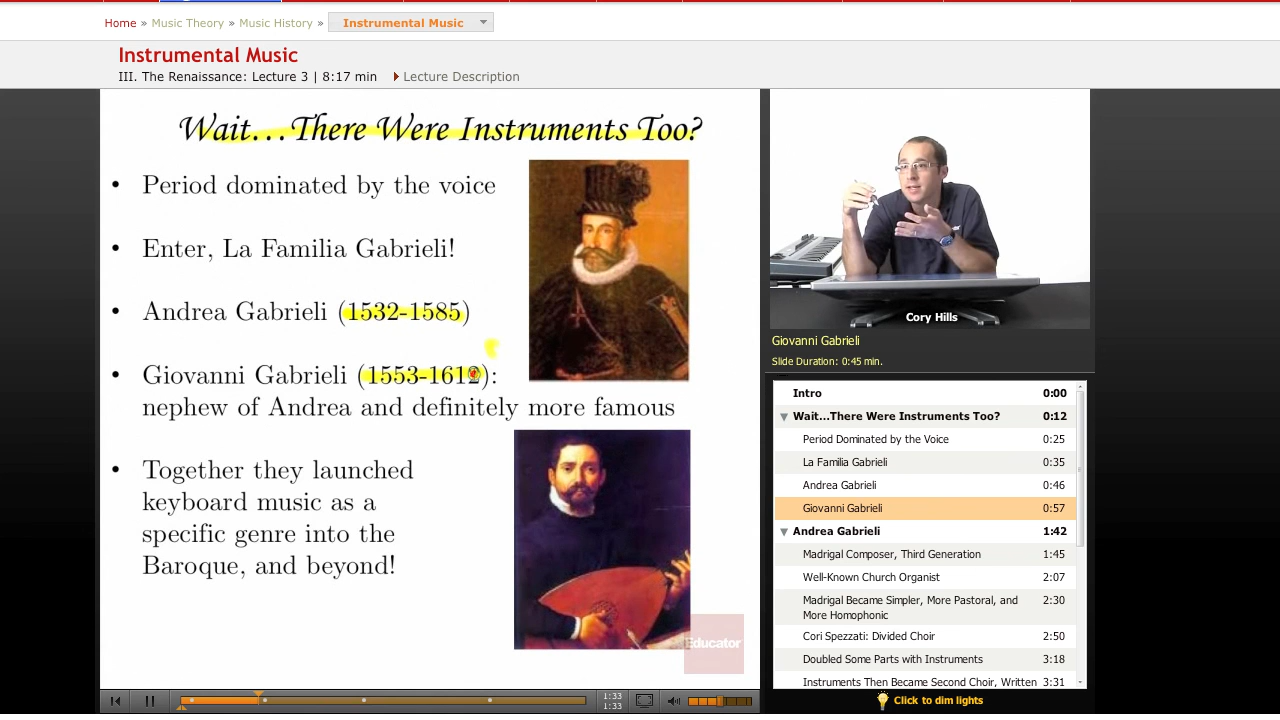 Home » Music Theory » Music History » Instrumental Music
Instrumental Music
III. The Renaissance: Lecture 3 | 8:17 min Lecture Description
Wait…There Were Instruments Too?
• Period dominated by the voice
• Enter, La Familia Gabrieli!
• Andrea Gabrieli (1532-1585)
• Giovanni Gabrieli (1553-1612):
nephew of Andrea and definitely more famous
• Together they launched
keyboard music as a
specific genre into the
Baroque, and beyond!
Educator
1:33
1:33
Cory Hills
Giovanni Gabrieli
Slide Duration: 0:45 min.
Intro 0:00
Wait...There Were Instruments Too? 0:12
Period Dominated by the Voice 0:25
La Familia Gabrieli 0:35
Andrea Gabrieli 0:46
Giovanni Gabrieli 0:57
Andrea Gabrieli 1:42
Madrigal Composer, Third Generation 1:45
Well-Known Church Organist 2:07
Madrigal Became Simpler, More Pastoral, and 2:30
More Homophonic
Cori Spezzati: Divided Choir 2:50
Doubled Some Parts with Instruments 3:18
Instruments Then Became Second Choir, Written 3:31
Click to dim lights